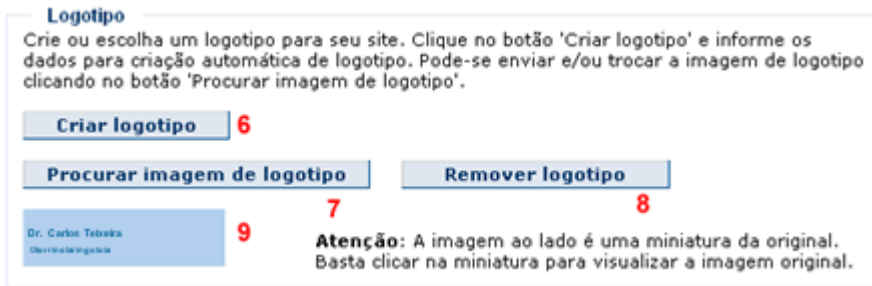 Logotipo
Crie ou escolha um logotipo para seu site. Clique no botão 'Criar logotipo' e informe os
dados para criação automática de logotipo. Pode-se enviar e/ou trocar a imagem de logotipo
clicando no botão 'Procurar imagem de logotipo'.
Criar logotipo 6
Procurar imagem de logotipo Remover logotipo
7 8
Dr. Carlos Teixeira
9
Atenção: A imagem ao lado é uma miniatura da original.
Basta clicar na miniatura para visualizar a imagem original.